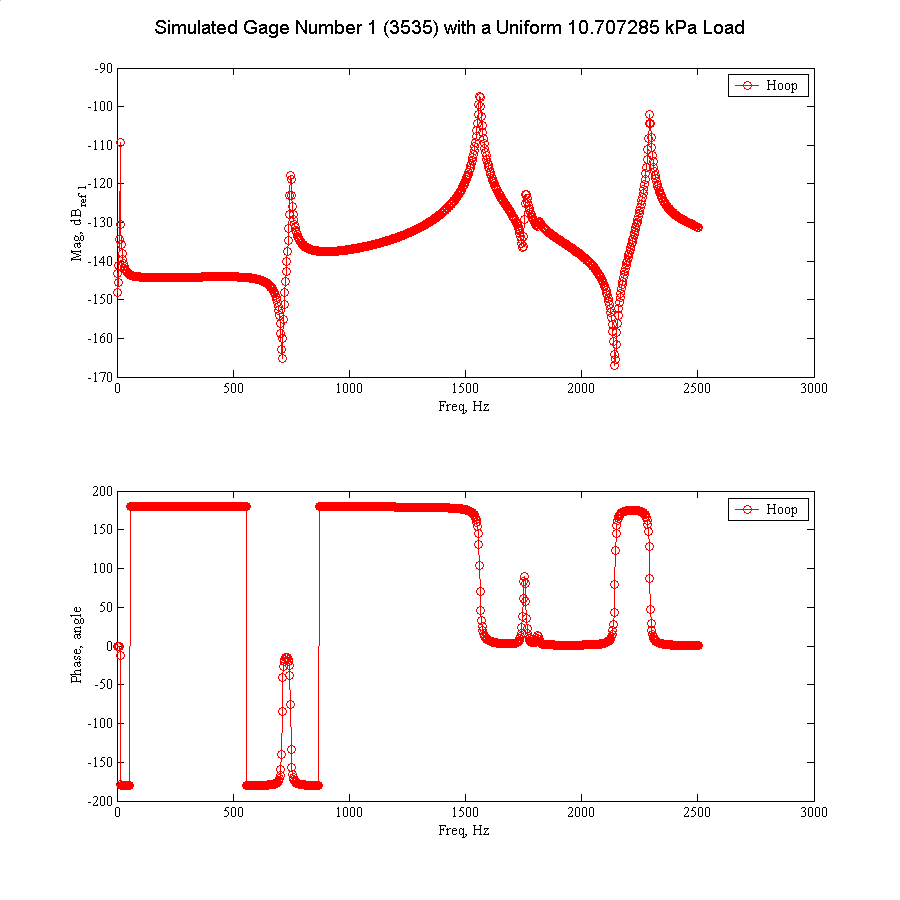 Simulated Gage Number 1 (3535) with a Uniform 10.707285 kPa Load
-90
-100
-110
-120
-130
-140
-150
-160
-170
Mag, dB ref 1
Hoop
0 500 1000 1500 2000 2500 3000
Freq, Hz
200
150
100
50
0
-50
-100
-150
-200
Phase, angle
Hoop
0 500 1000 1500 2000 2500 3000
Freq, Hz